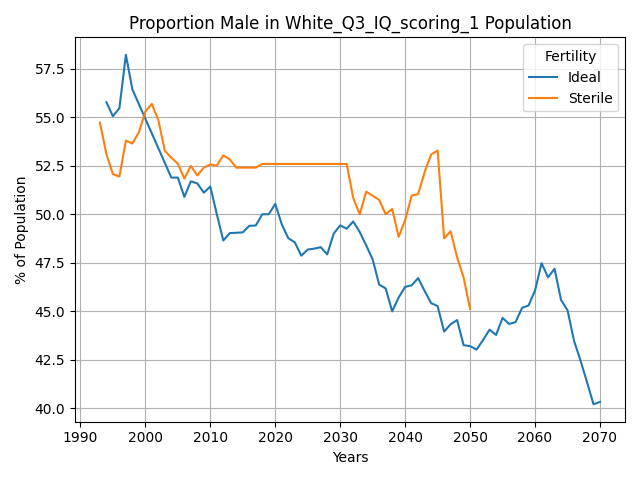 Proportion Male in White_Q3_IQ_scoring_1 Population
Fertility
Ideal
Sterile
% of Population
57.5
55.0
52.5
50.0
47.5
45.0
42.5
40.0
1990 2000 2010 2020 2030 2040 2050 2060 2070
Years